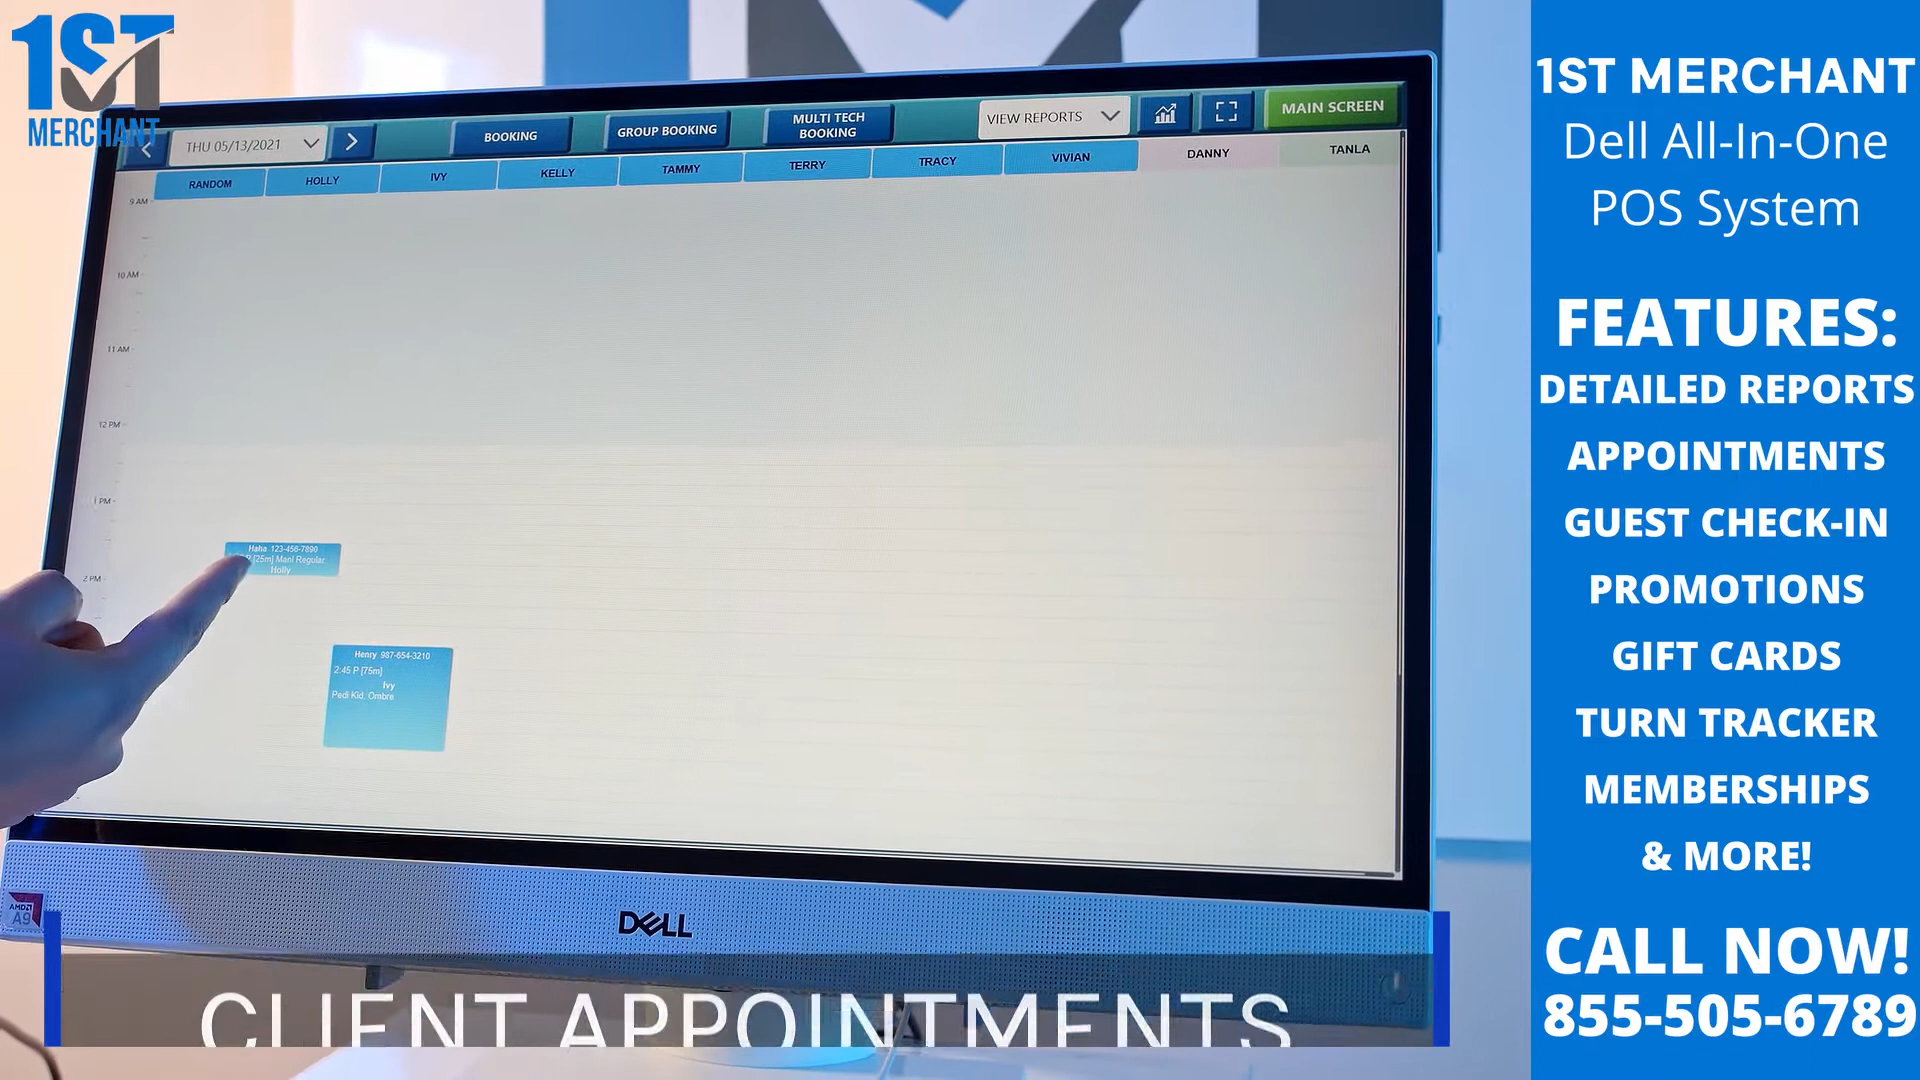 1ST
MERCHANT
THU 05/13/2021
BOOKING
GROUP BOOKING
MULTI TECH
BOOKING
VIEW REPORTS
MAIN SCREEN
RANDOM
HOLLY
IVY
KELLY
TAMMY
TERRY
TRACY
VIVIAN
DANNY
TANLA
9 AM
10 AM
11 AM
12 PM
1 PM
2 PM
Haha 123-456-7890
P [25m] Mani Regular
Holly
Henry 987-654-3210
2:45 P [75m]
Ivy
Pedi Kid, Ombre
AMD
A9
DELL
CLIENT APPOINTMENTS
1ST MERCHANT
Dell All-In-One
POS System
FEATURES:
DETAILED REPORTS
APPOINTMENTS
GUEST CHECK-IN
PROMOTIONS
GIFT CARDS
TURN TRACKER
MEMBERSHIPS
& MORE!
CALL NOW!
855-505-6789